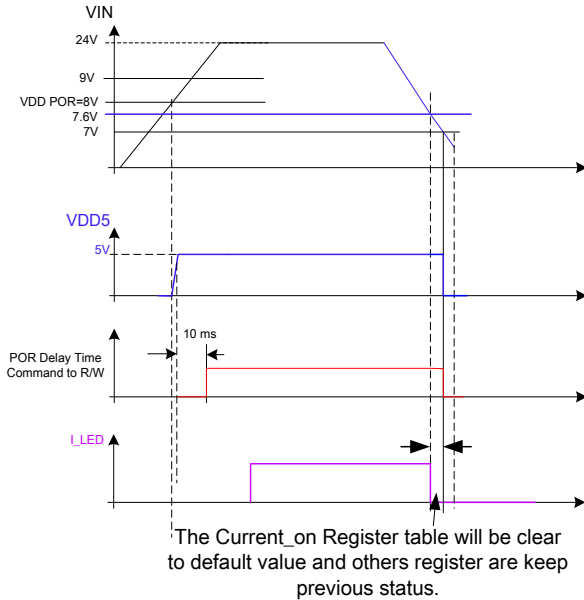 VIN
24V
9V
VDD POR=8V
7.6V
7V
VDD5
5V
10 ms
POR Delay Time
Command to R/W
I_LED
The Current_on Register table will be clear
to default value and others register are keep
previous status.